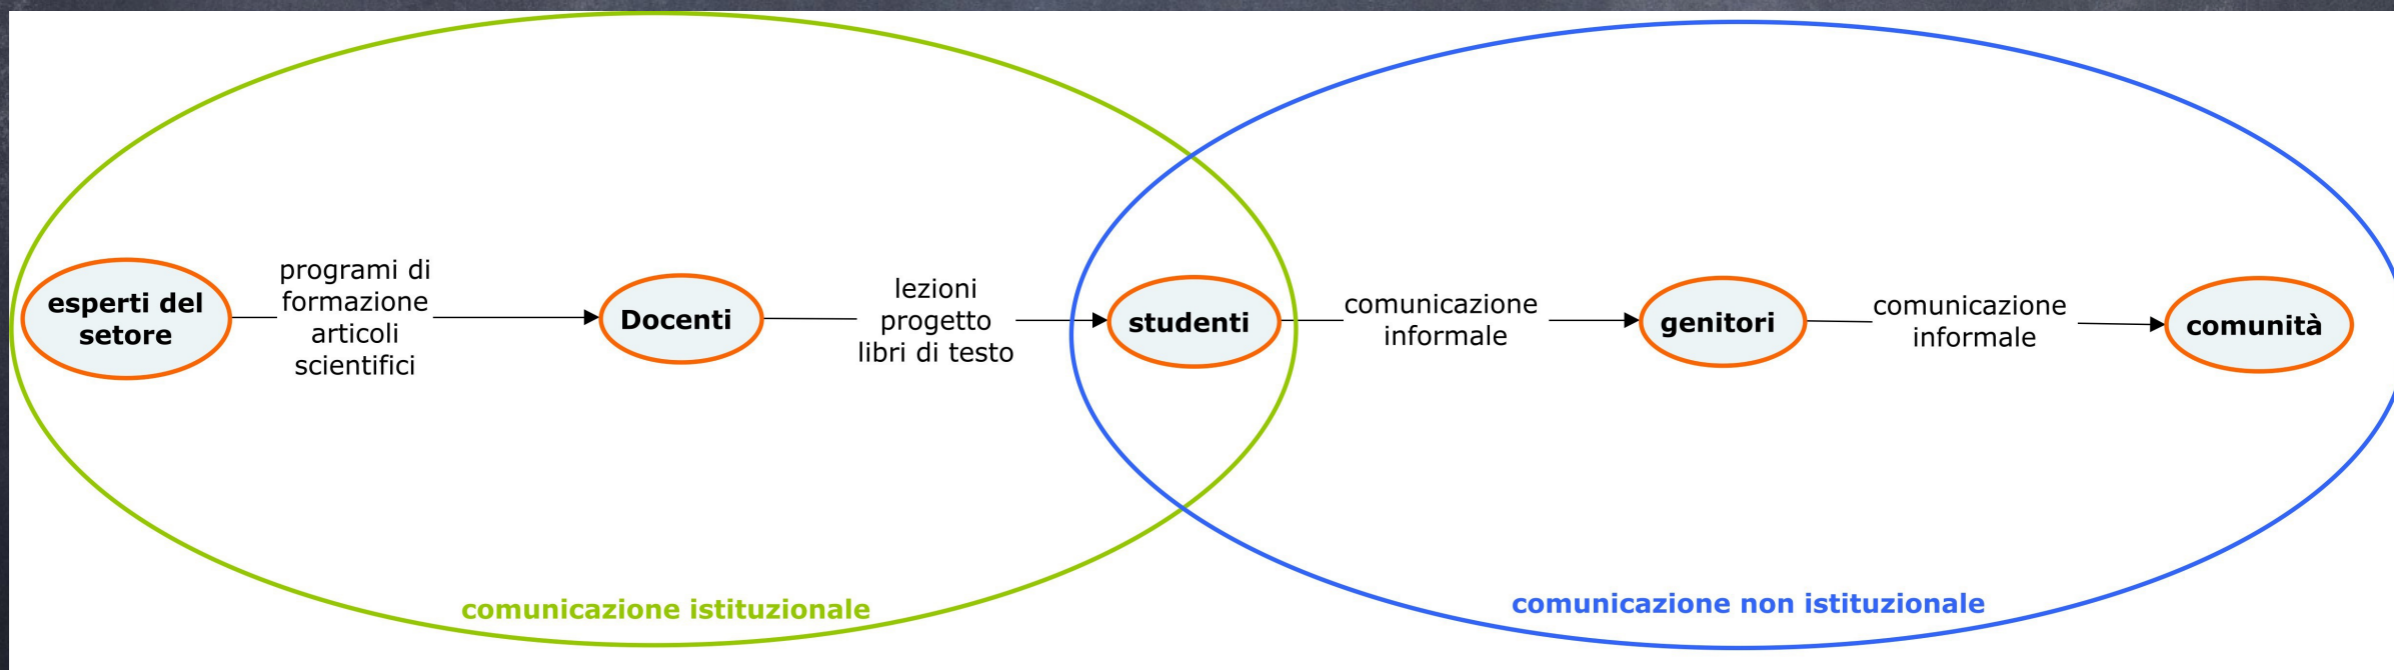 esperti del
setore
programi di
formazione
articoli
scientifici
Docenti
lezioni
progetto
libri di testo
studenti
comunicazione
informale
genitori
comunicazione
informale
comunità
comunicazione istituzionale
comunicazione non istituzionale